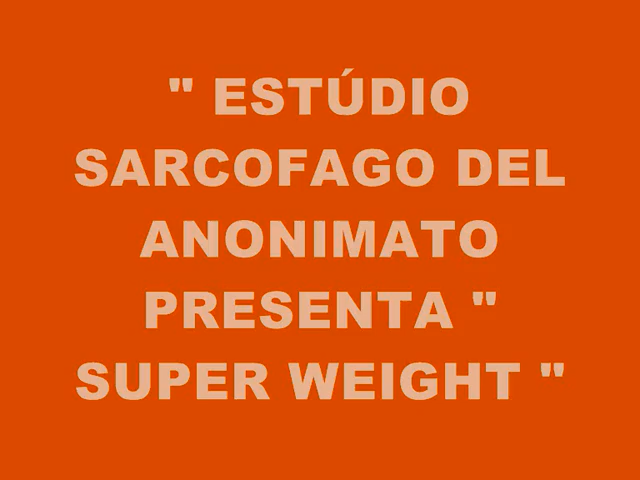 " ESTÚDIO
SARCOFAGO DEL
ANONIMATO
PRESENTA "
SUPER WEIGHT "